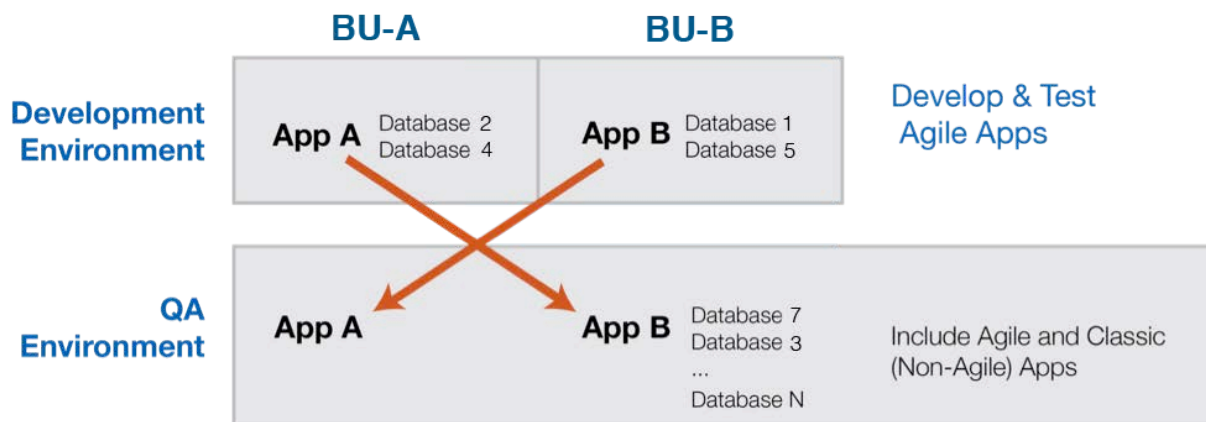 BU-A
BU-B
Development
Environment
App A
Database 2
Database 4
App B
Database 1
Database 5
Develop & Test
Agile Apps
QA
Environment
App A
App B
Database 7
Database 3
...
Database N
Include Agile and Classic
(Non-Agile) Apps